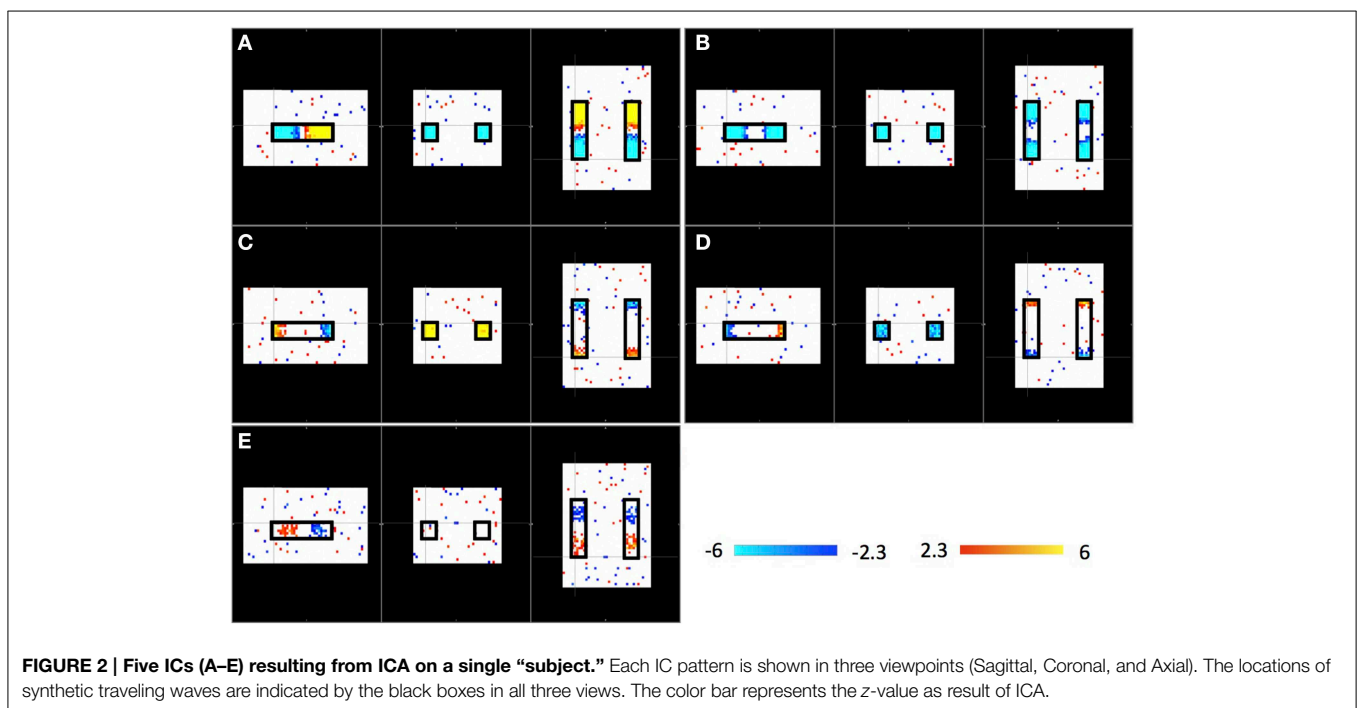 A
B
C
D
E
-6 -2.3 2.3 6
FIGURE 2 | Five ICs (A–E) resulting from ICA on a single “subject.” Each IC pattern is shown in three viewpoints (Sagittal, Coronal, and Axial). The locations of
synthetic traveling waves are indicated by the black boxes in all three views. The color bar represents the z-value as result of ICA.